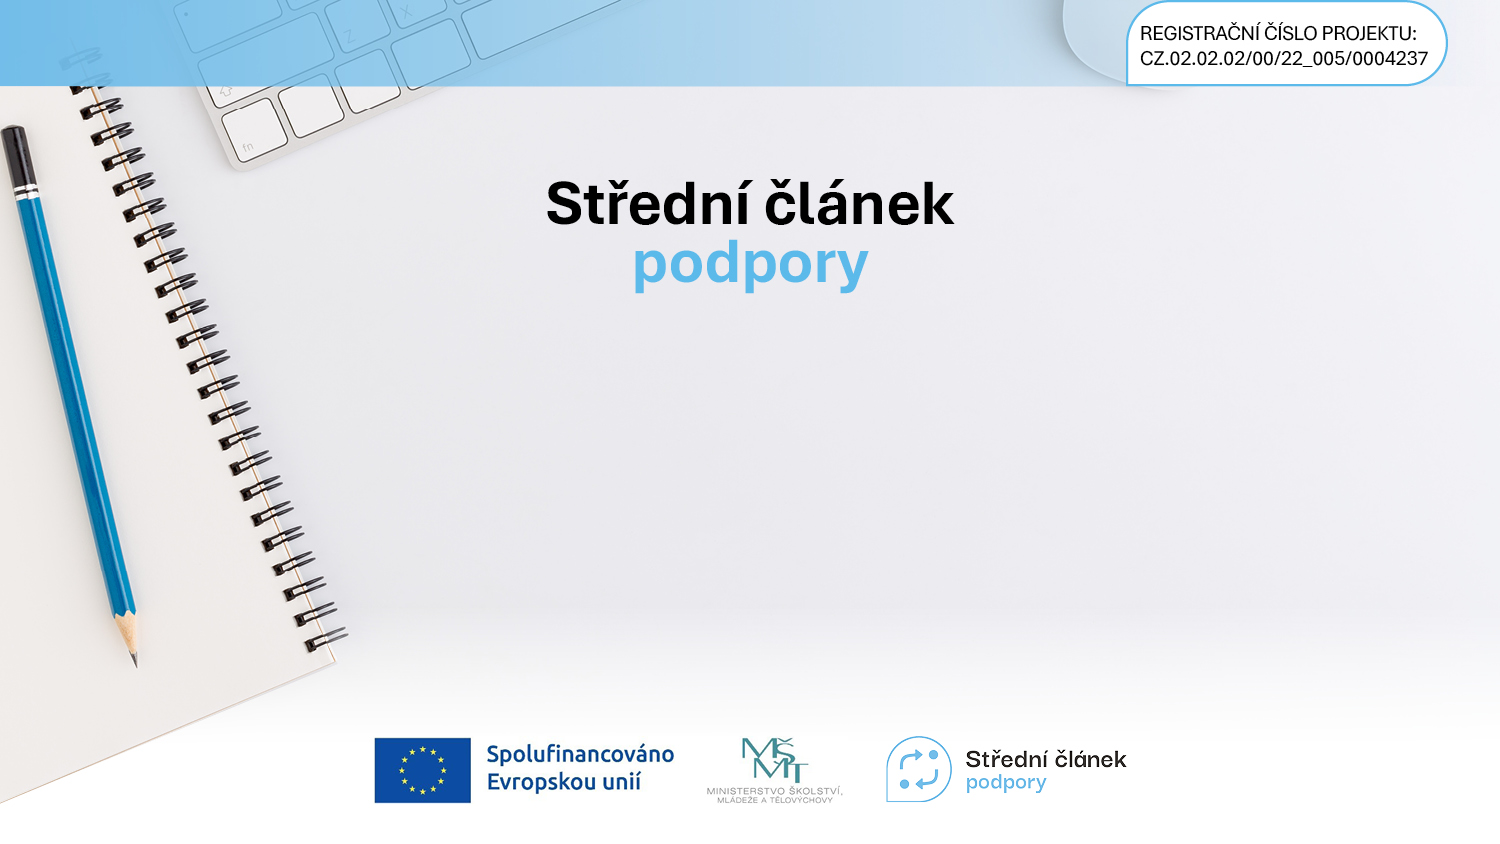 REGISTRAČNÍ ČÍSLO PROJEKTU:
CZ.02.02.02/00/22_005/0004237
Z
X
fn
Střední článek
podpory
Spolufinancováno
Evropskou unií
MŠMT
MINISTERSTVO ŠKOLSTVÍ,
MLÁDEŽE A TĚLOVÝCHOVY
Střední článek
podpory